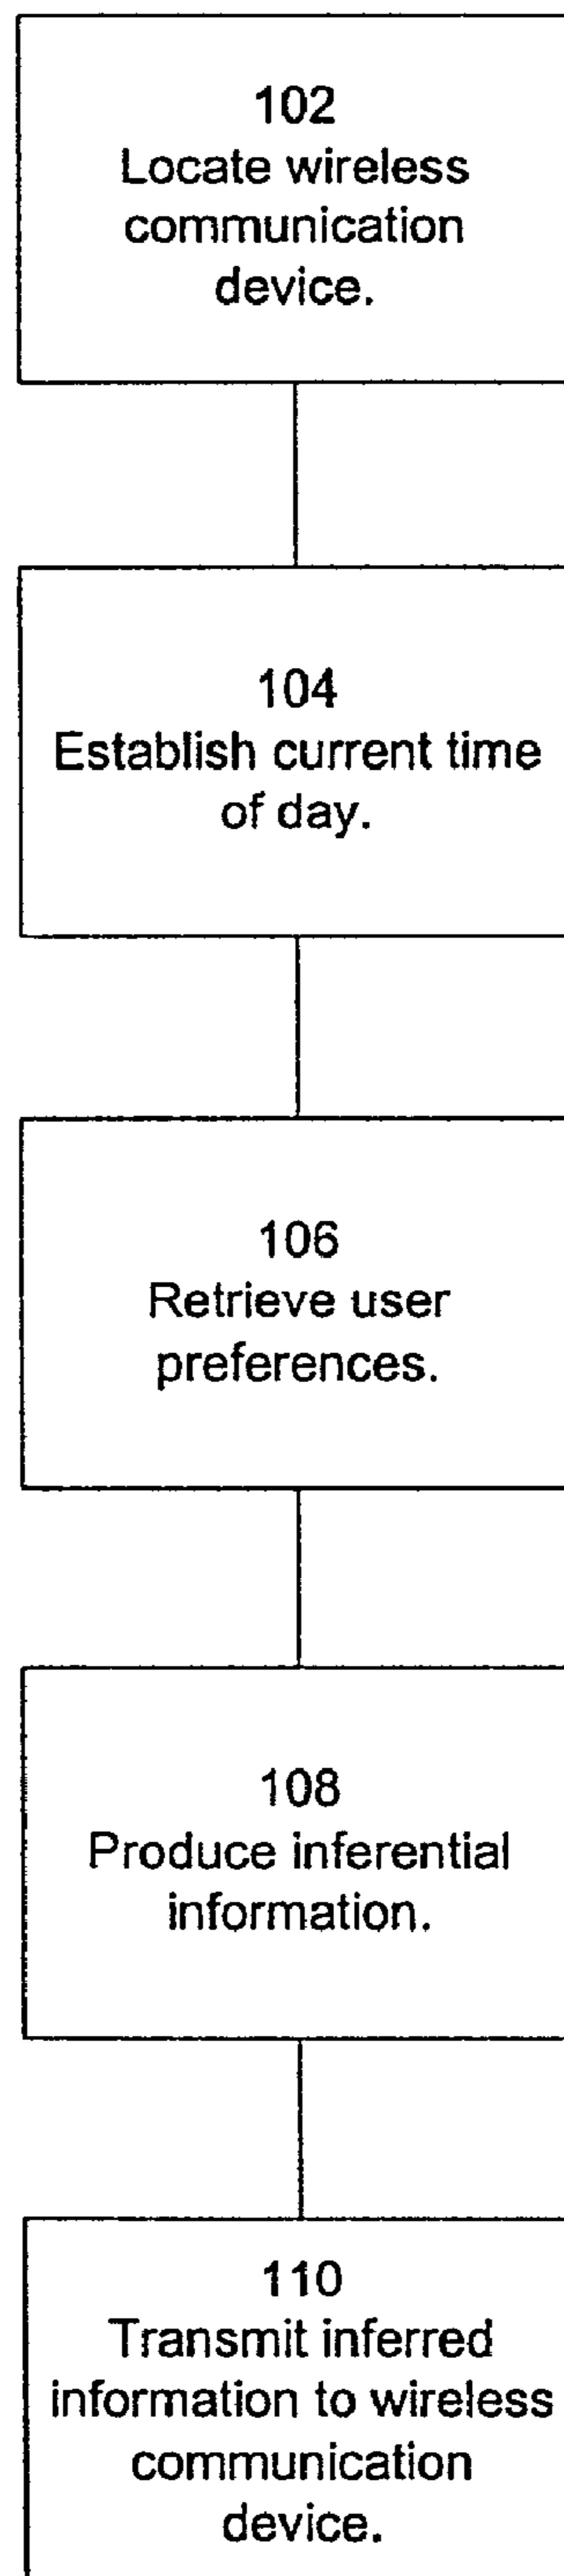 102
Locate wireless
communication
device.
104
Establish current time
of day.
106
Retrieve user
preferences.
108
Produce inferential
information.
110
Transmit inferred
information to wireless
communication
device.